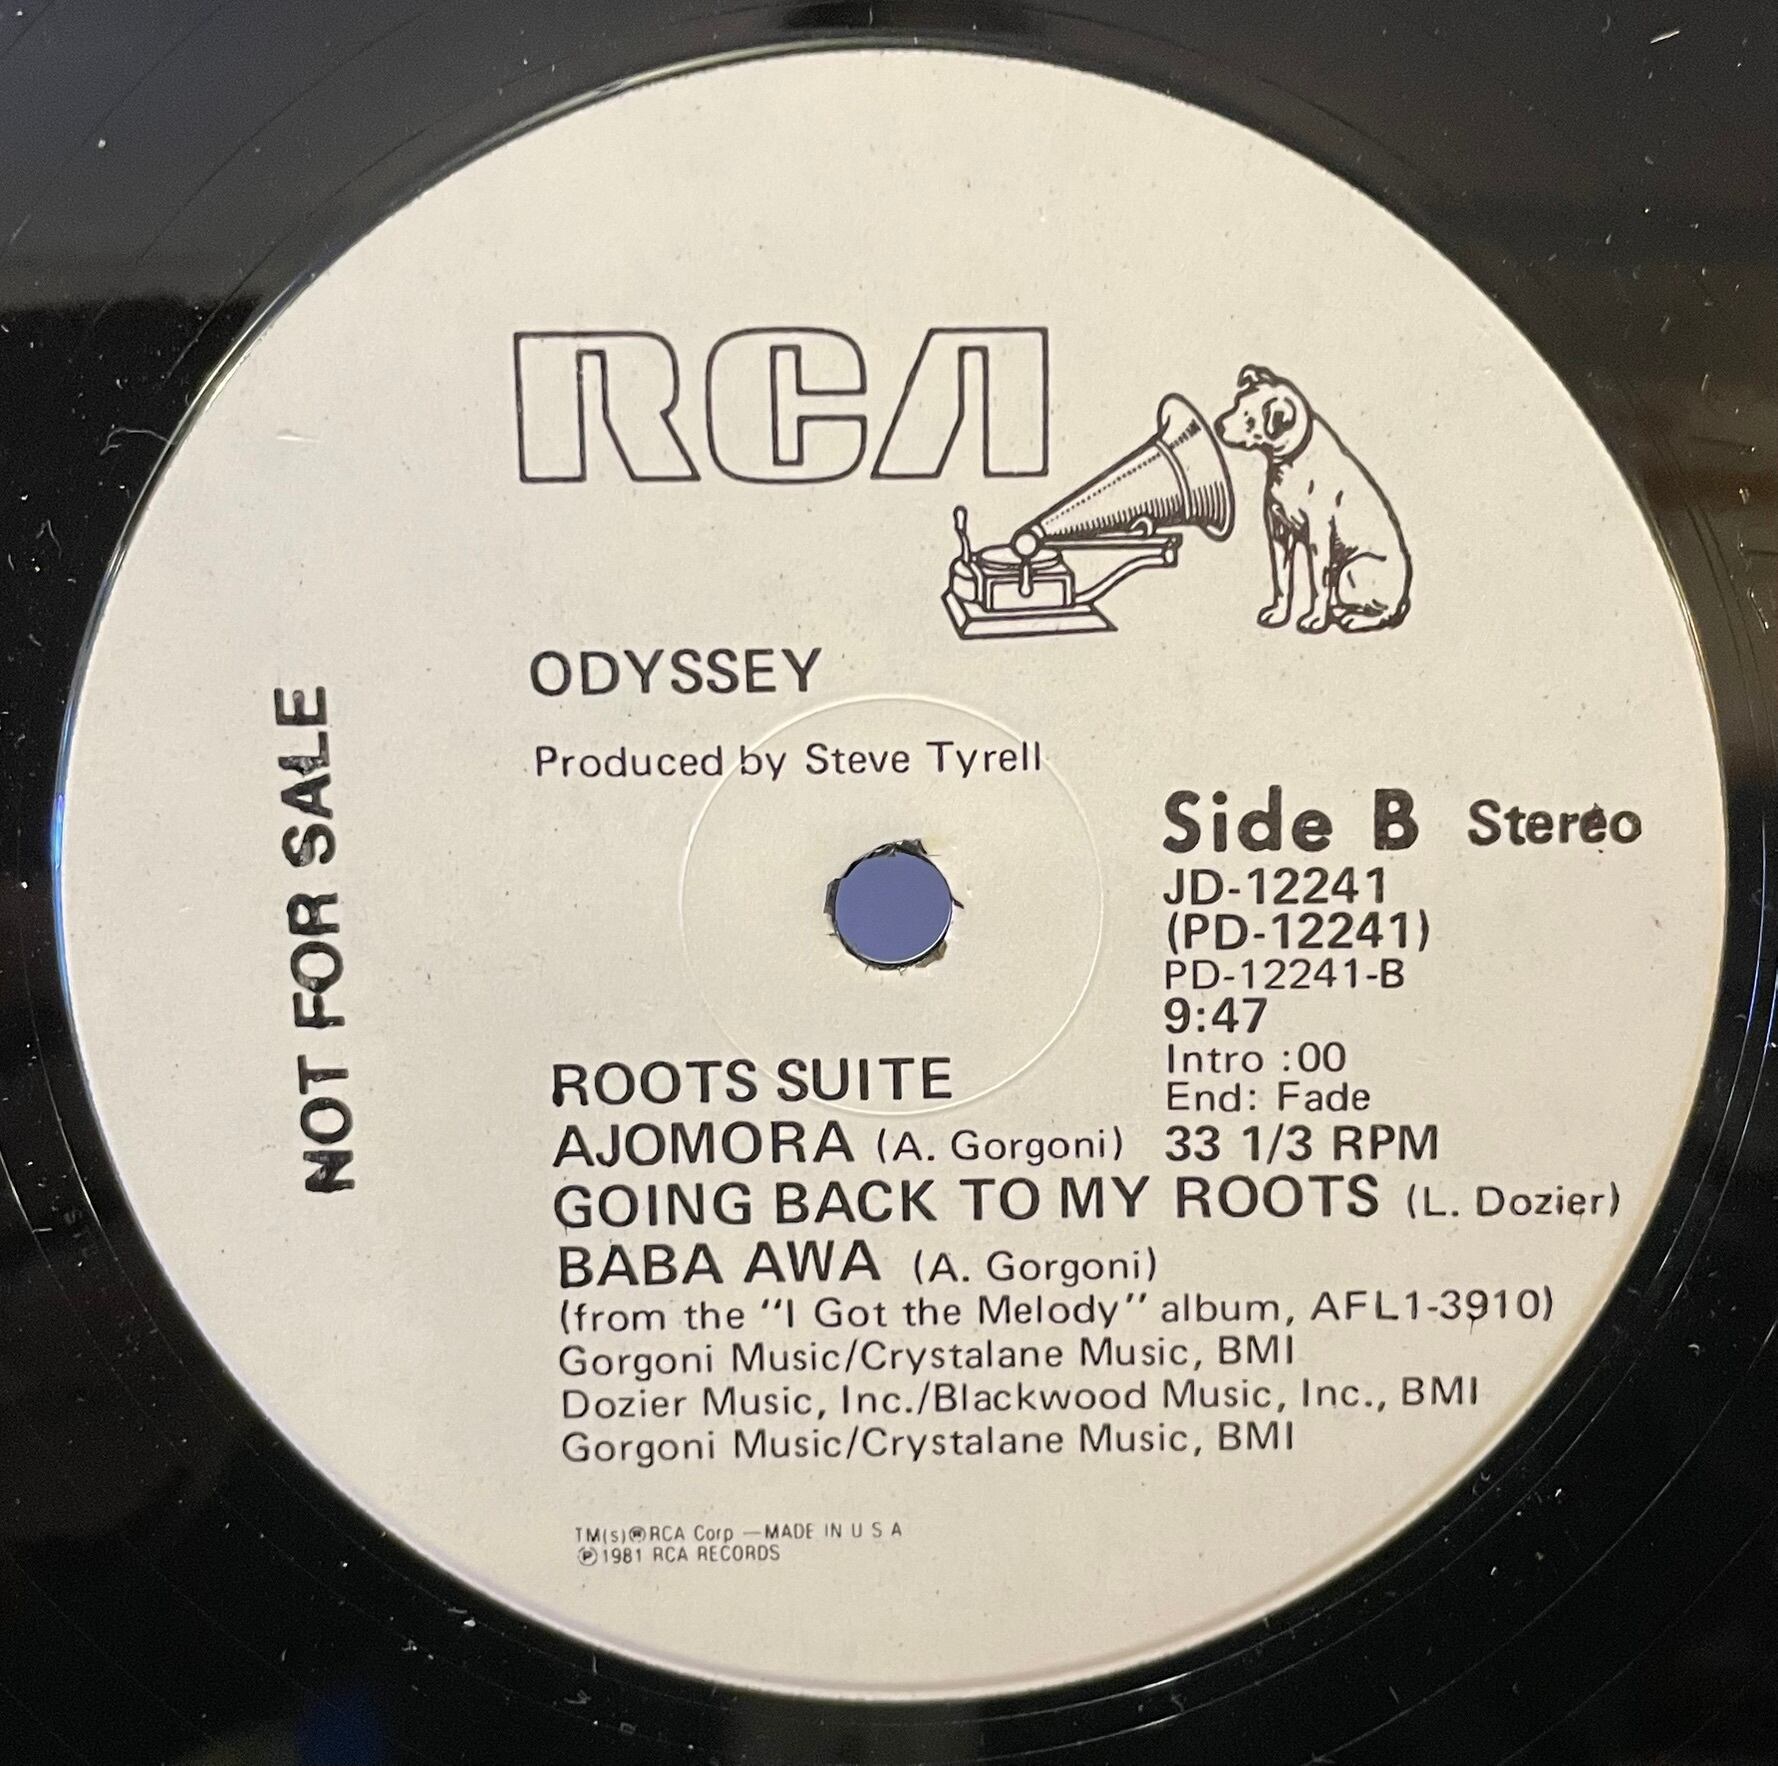 RCA
ODYSSEY
Produced by Steve Tyrell
NOT FOR SALE
Side B Stereo
JD-12241
(PD-12241)
PD-12241-B
9:47
Intro :00
End: Fade
33 1/3 RPM
ROOTS SUITE
AJOMORA (A. Gorgoni)
GOING BACK TO MY ROOTS (L. Dozier)
BABA AWA (A. Gorgoni)
(from the "I Got the Melody" album, AFL1-3910)
Gorgoni Music/Crystalane Music, BMI
Dozier Music, Inc./Blackwood Music, Inc., BMI
Gorgoni Music/Crystalane Music, BMI
TM(s)®RCA Corp —MADE IN U S A
℗1981 RCA RECORDS